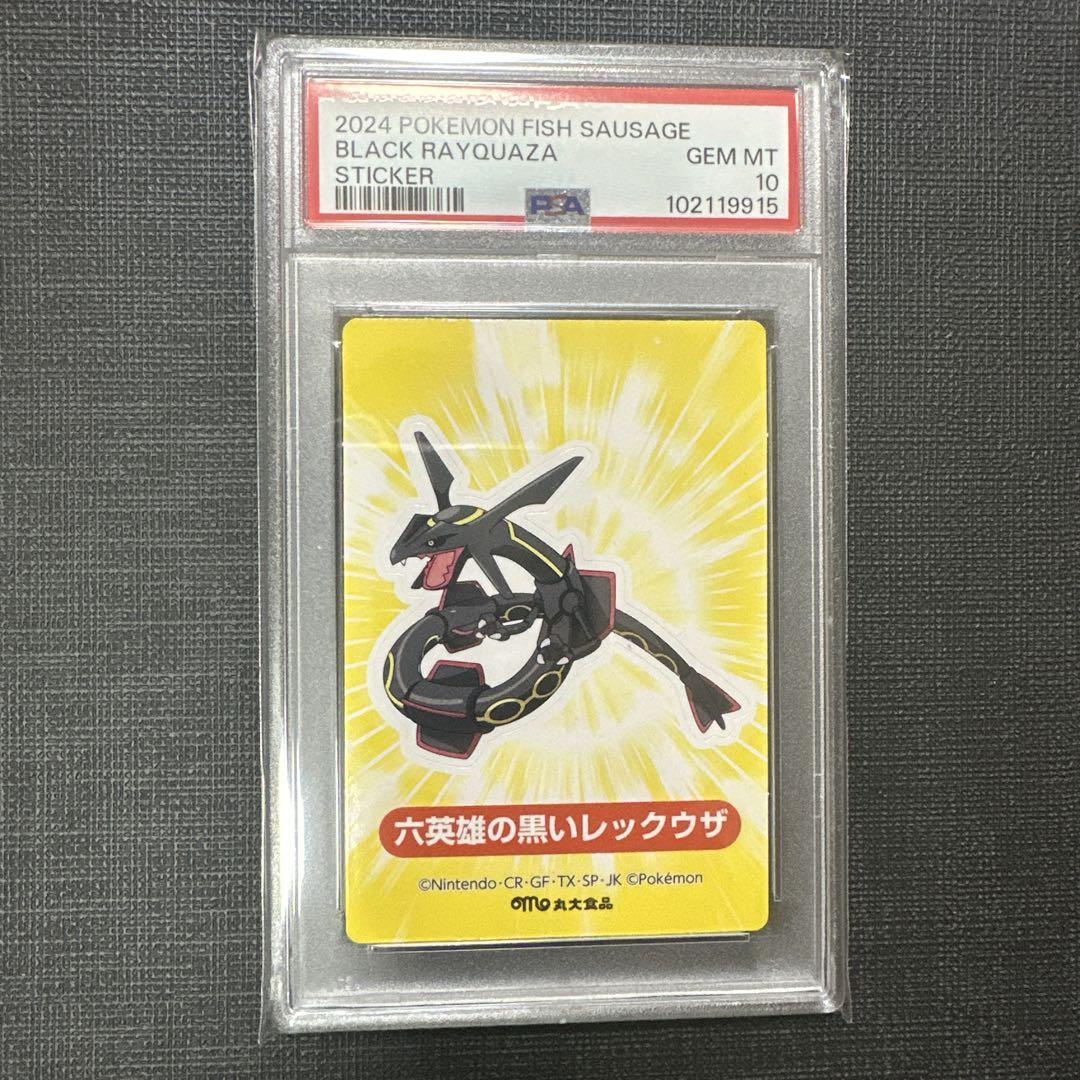 2024 POKEMON FISH SAUSAGE
BLACK RAYQUAZA GEM MT
STICKER 10
PSA 102119915
六英雄の黒いレックウザ
©Nintendo・CR・GF・TX・SP・JK ©Pokémon
丸大食品